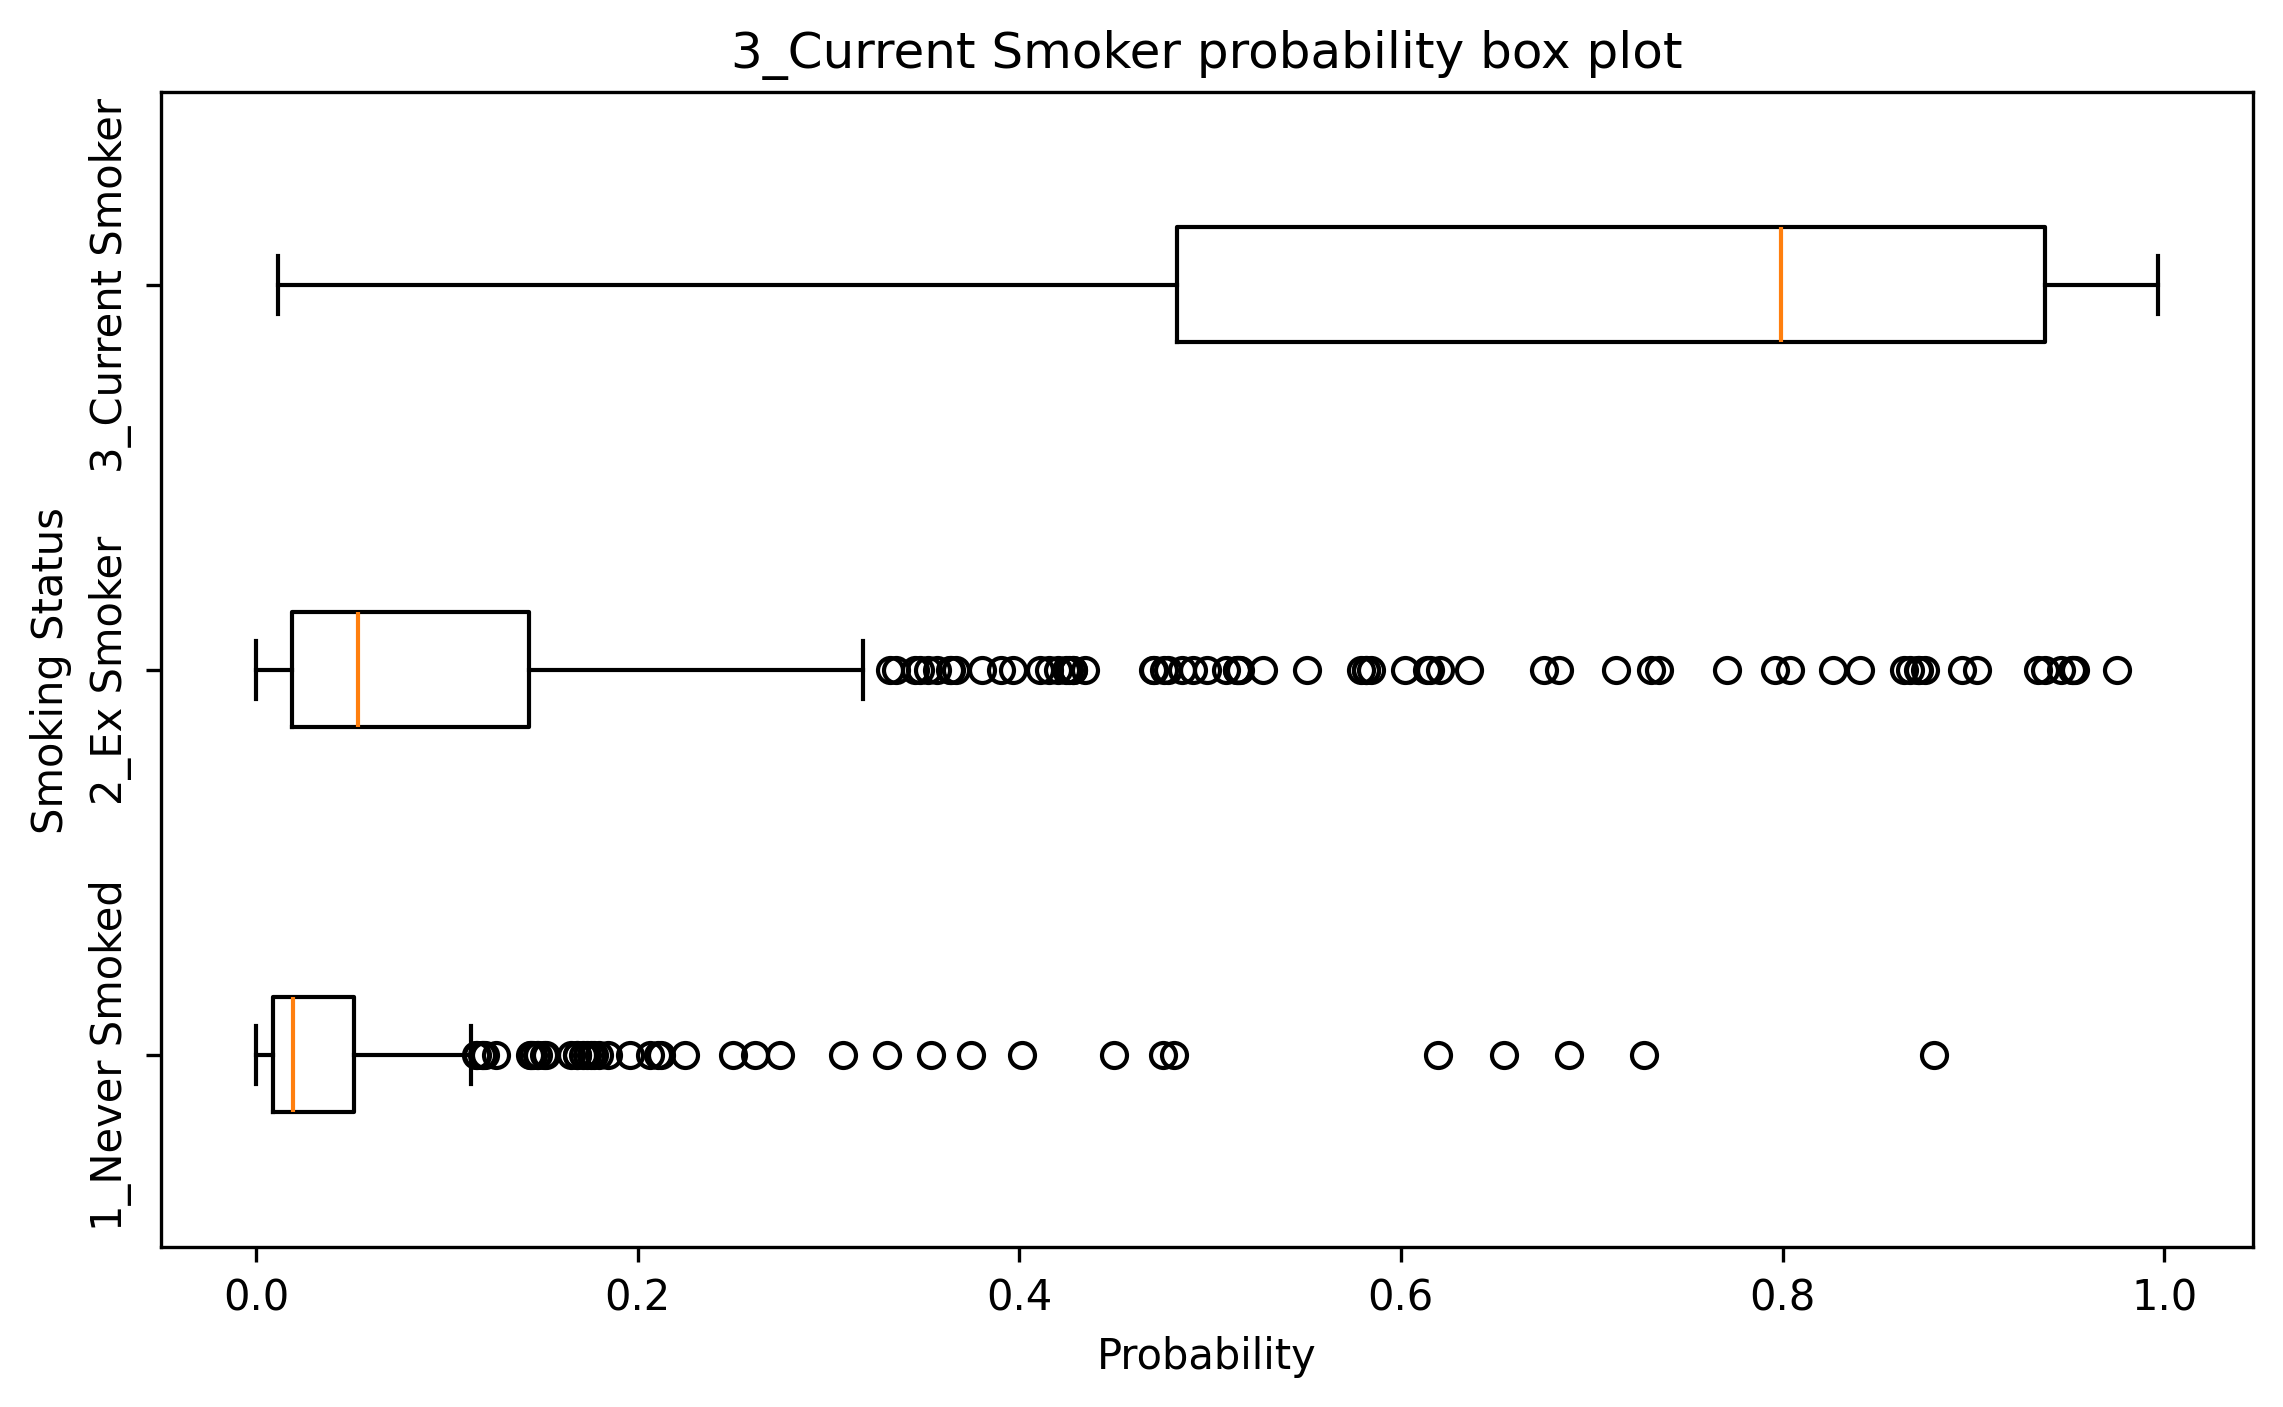 3_Current Smoker probability box plot
Smoking Status
3_Current Smoker
2_Ex Smoker
1_Never Smoked
0.0 0.2 0.4 0.6 0.8 1.0
Probability